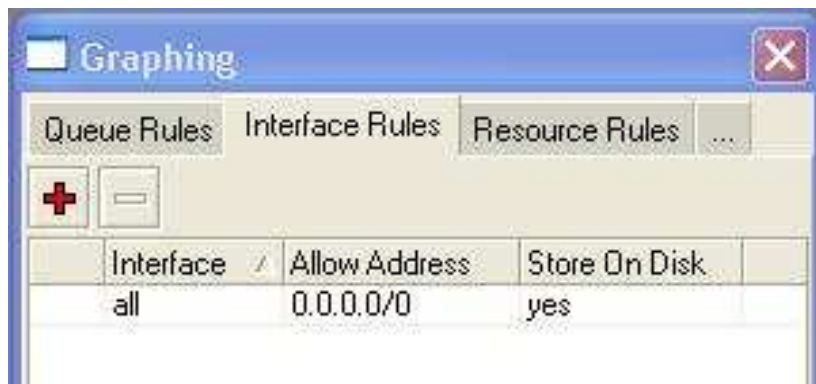 Graphing
Queue Rules Interface Rules Resource Rules ...
Interface Allow Address Store On Disk
all 0.0.0.0/0 yes